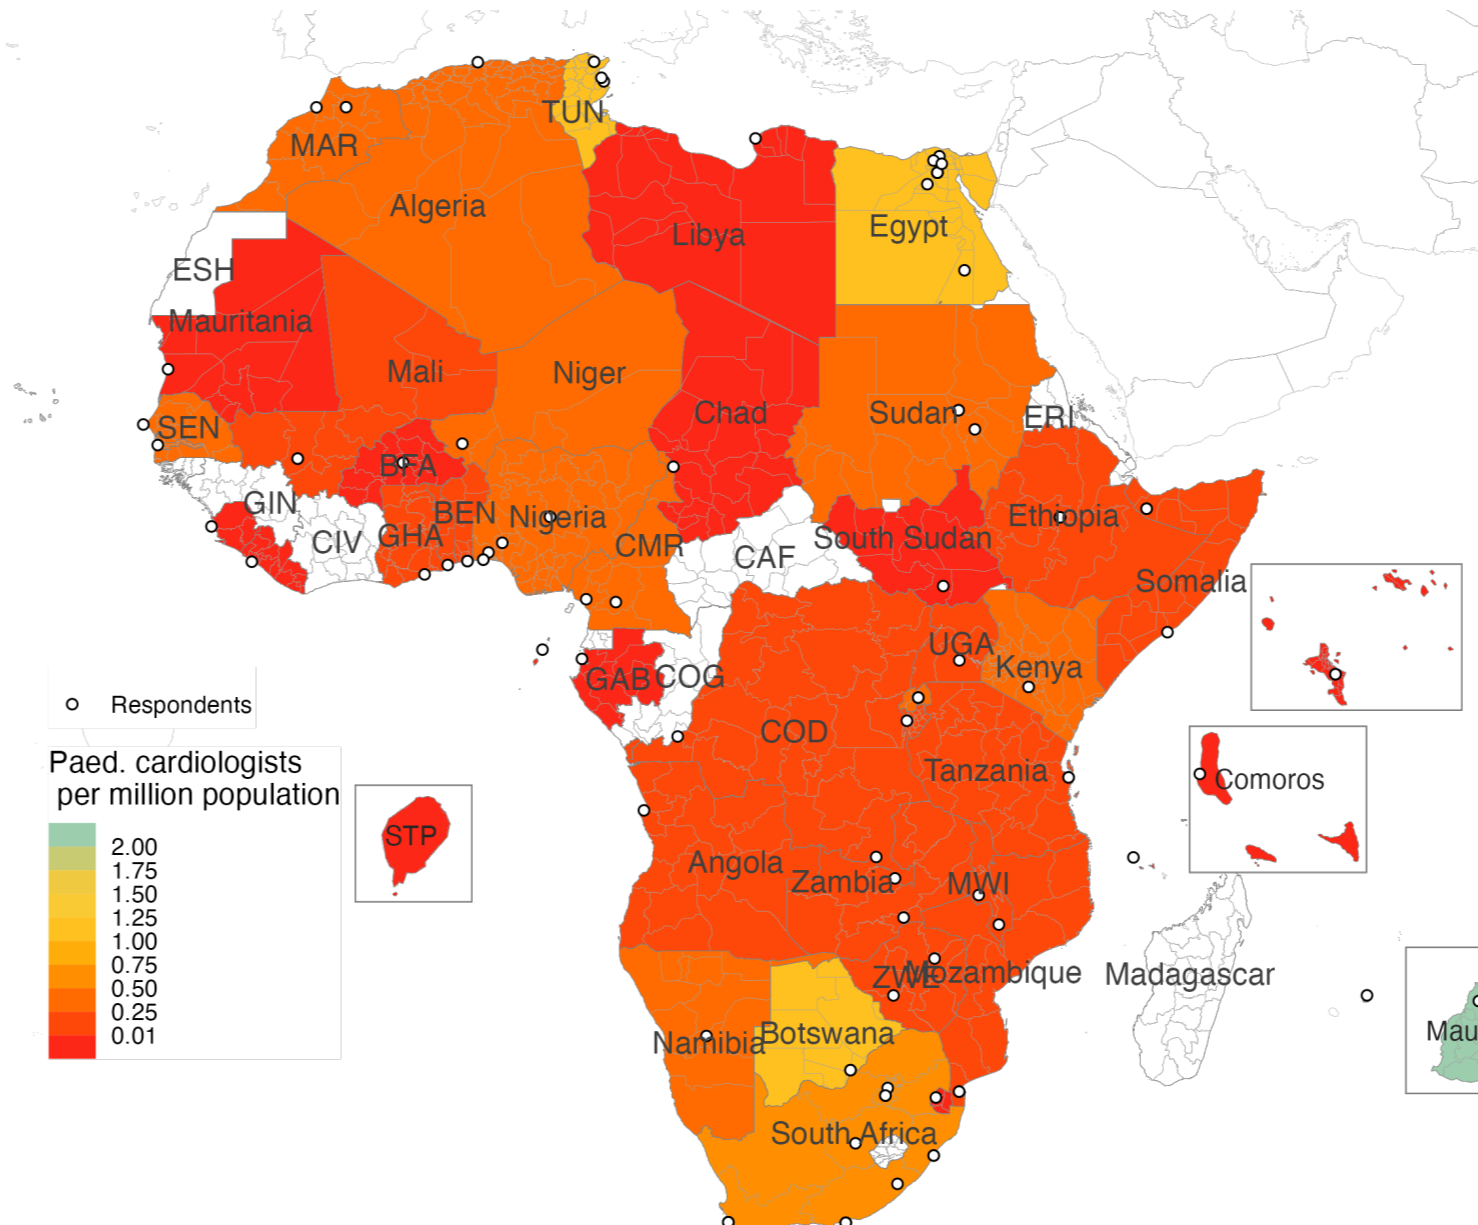 TUN
MAR
Algeria
Libya
Egypt
ESH
Mauritania
Mali
Niger
Chad
Sudan
ERI
SEN
BFA
GIN
BEN
Nigeria
Ethiopia
CIV
GHA
CMR
CAF
South Sudan
Somalia
UGA
Kenya
GAB
COG
COD
Tanzania
Respondents
Paed. cardiologists
per million population
2.00
1.75
1.50
1.25
1.00
0.75
0.50
0.25
0.01
STP
Comoros
Angola
Zambia
MWI
ZWE
Mozambique
Madagascar
Namibia
Botswana
Mau
South Africa